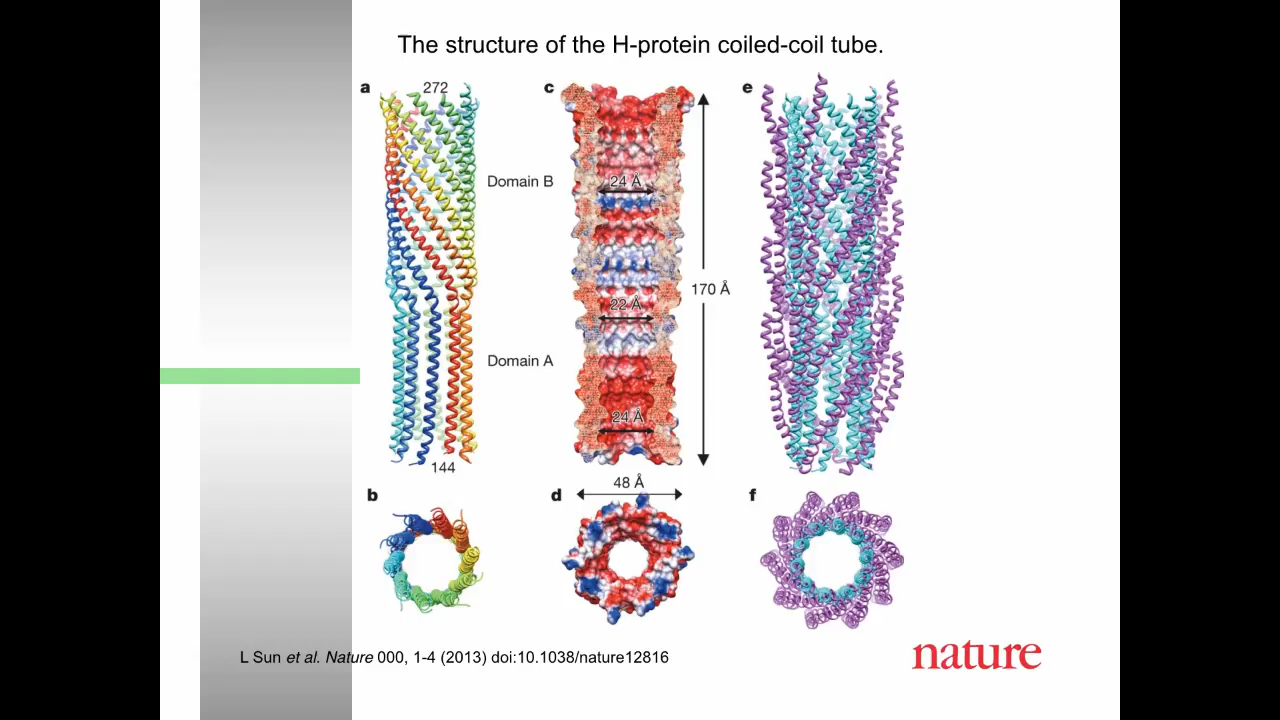 The structure of the H-protein coiled-coil tube.
a
272
c
e
Domain B
24 Å
170 Å
22 Å
Domain A
24 Å
144
48 Å
b
d
f
L Sun et al. Nature 000, 1-4 (2013) doi:10.1038/nature12816
nature